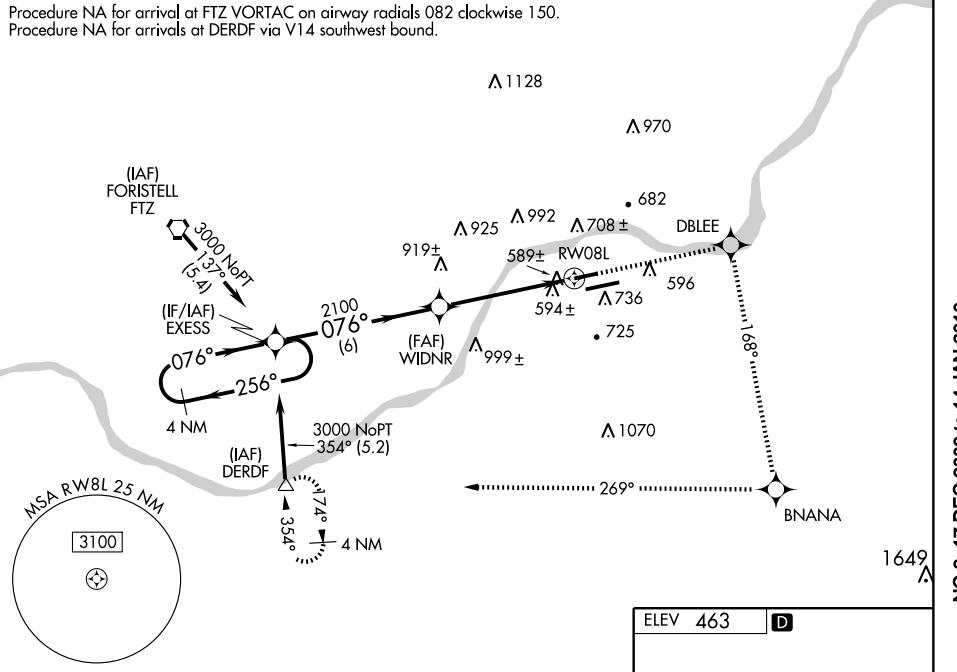 Procedure NA for arrival at FTZ VORTAC on airway radials 082 clockwise 150.
Procedure NA for arrivals at DERDF via V14 southwest bound.
1128
970
(IAF)
FORISTELL
FTZ
682
3000 NoPT
137°
(5.4)
925
992
708±
DBLEE
919±
589±
RW08L
596
(IF/IAF)
EXESS
2100
076°
(6)
594±
736
(FAF)
WIDNR
999±
725
168°
076°
256°
4 NM
3000 NoPT
354° (5.2)
1070
(IAF)
DERDF
174°
354°
4 NM
269°
BNANA
MSA RW8L 25 NM
3100
1649
ELEV 463
D